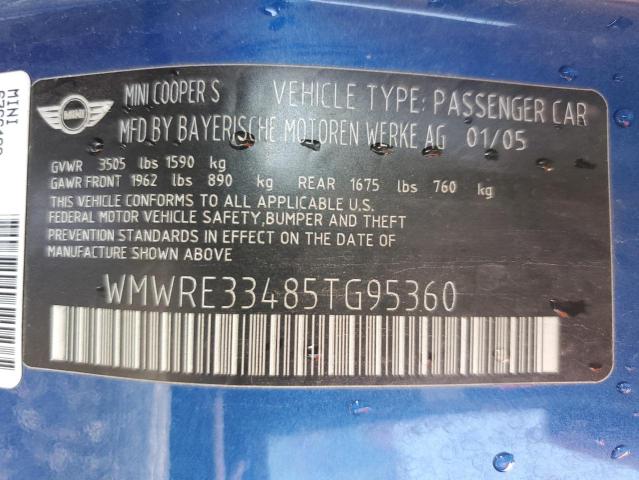 MINI
MINI COOPER S VEHICLE TYPE: PASSENGER CAR
MFD BY BAYERISCHE MOTOREN WERKE AG 01/05
GVWR 3505 lbs 1590 kg
GAWR FRONT 1962 lbs 890 kg REAR 1675 lbs 760 kg
THIS VEHICLE CONFORMS TO ALL APPLICABLE U.S.
FEDERAL MOTOR VEHICLE SAFETY,BUMPER AND THEFT
PREVENTION STANDARDS IN EFFECT ON THE DATE OF
MANUFACTURE SHOWN ABOVE
WMWRE33485TG95360
MINI